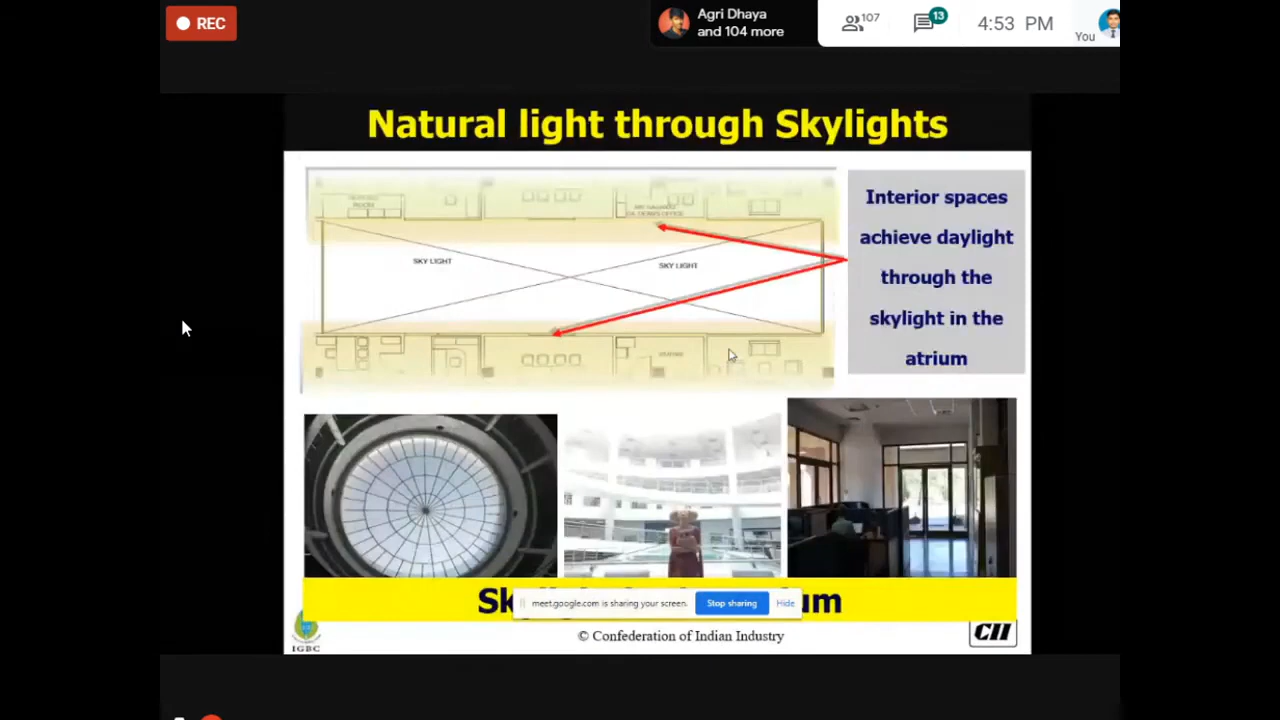 REC
Agri Dhaya
and 104 more
107
13
4:53 PM
You
Natural light through Skylights
SKY LIGHT
SKY LIGHT
Interior spaces
achieve daylight
through the
skylight in the
atrium
meet.google.com is sharing your screen.
Stop sharing
Hide
IGBC
© Confederation of Indian Industry
CII